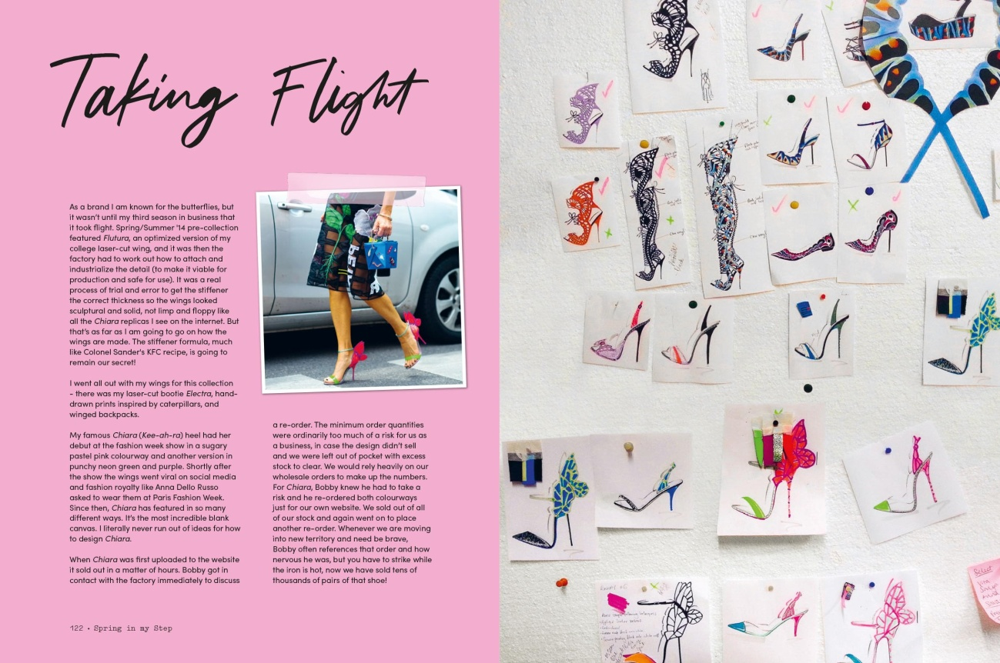 Taking Flight
As a brand I am known for the butterflies, but
it wasn't until my third season in business that
it took flight. Spring/Summer '14 pre-collection
featured Flutura, an optimized version of my
college laser-cut wing, and it was then the
factory had to work out how to attach and
industrialize the detail (to make it viable for
production and safe for use). It was a real
process of trial and error to get the stiffener
the correct thickness so the wings looked
sculptural and solid, not limp and floppy like
all the Chiara replicas I see on the internet. But
that's as far as I am going to go on how the
wings are made. The stiffener formula, much
like Colonel Sander's KFC recipe, is going to
remain our secret!
I went all out with my wings for this collection
- there was my laser-cut bootie Electra, hand-
drawn prints inspired by caterpillars, and
winged backpacks.
My famous Chiara (Kee-ah-ra) heel had her
debut at the fashion week show in a sugary
pastel pink colourway and another version in
punchy neon green and purple. Shortly after
the show the wings went viral on social media
and fashion royalty like Anna Dello Russo
asked to wear them at Paris Fashion Week.
Since then, Chiara has featured in so many
different ways. It's the most incredible blank
canvas. I literally never run out of ideas for how
to design Chiara.
When Chiara was first uploaded to the website
it sold out in a matter of hours. Bobby got in
contact with the factory immediately to discuss
a re-order. The minimum order quantities
were ordinarily too much of a risk for us as
a business, in case the design didn't sell
and we were left out of pocket with excess
stock to clear. We would rely heavily on our
wholesale orders to make up the numbers.
For Chiara, Bobby knew he had to take a
risk and he re-ordered both colourways
just for our own website. We sold out of all
of our stock and again went on to place
another re-order. Whenever we are moving
into new territory and need be brave,
Bobby often references that order and how
nervous he was, but you have to strike while
the iron is hot, now we have sold tens of
thousands of pairs of that shoe!
122 • Spring in my Step
Select